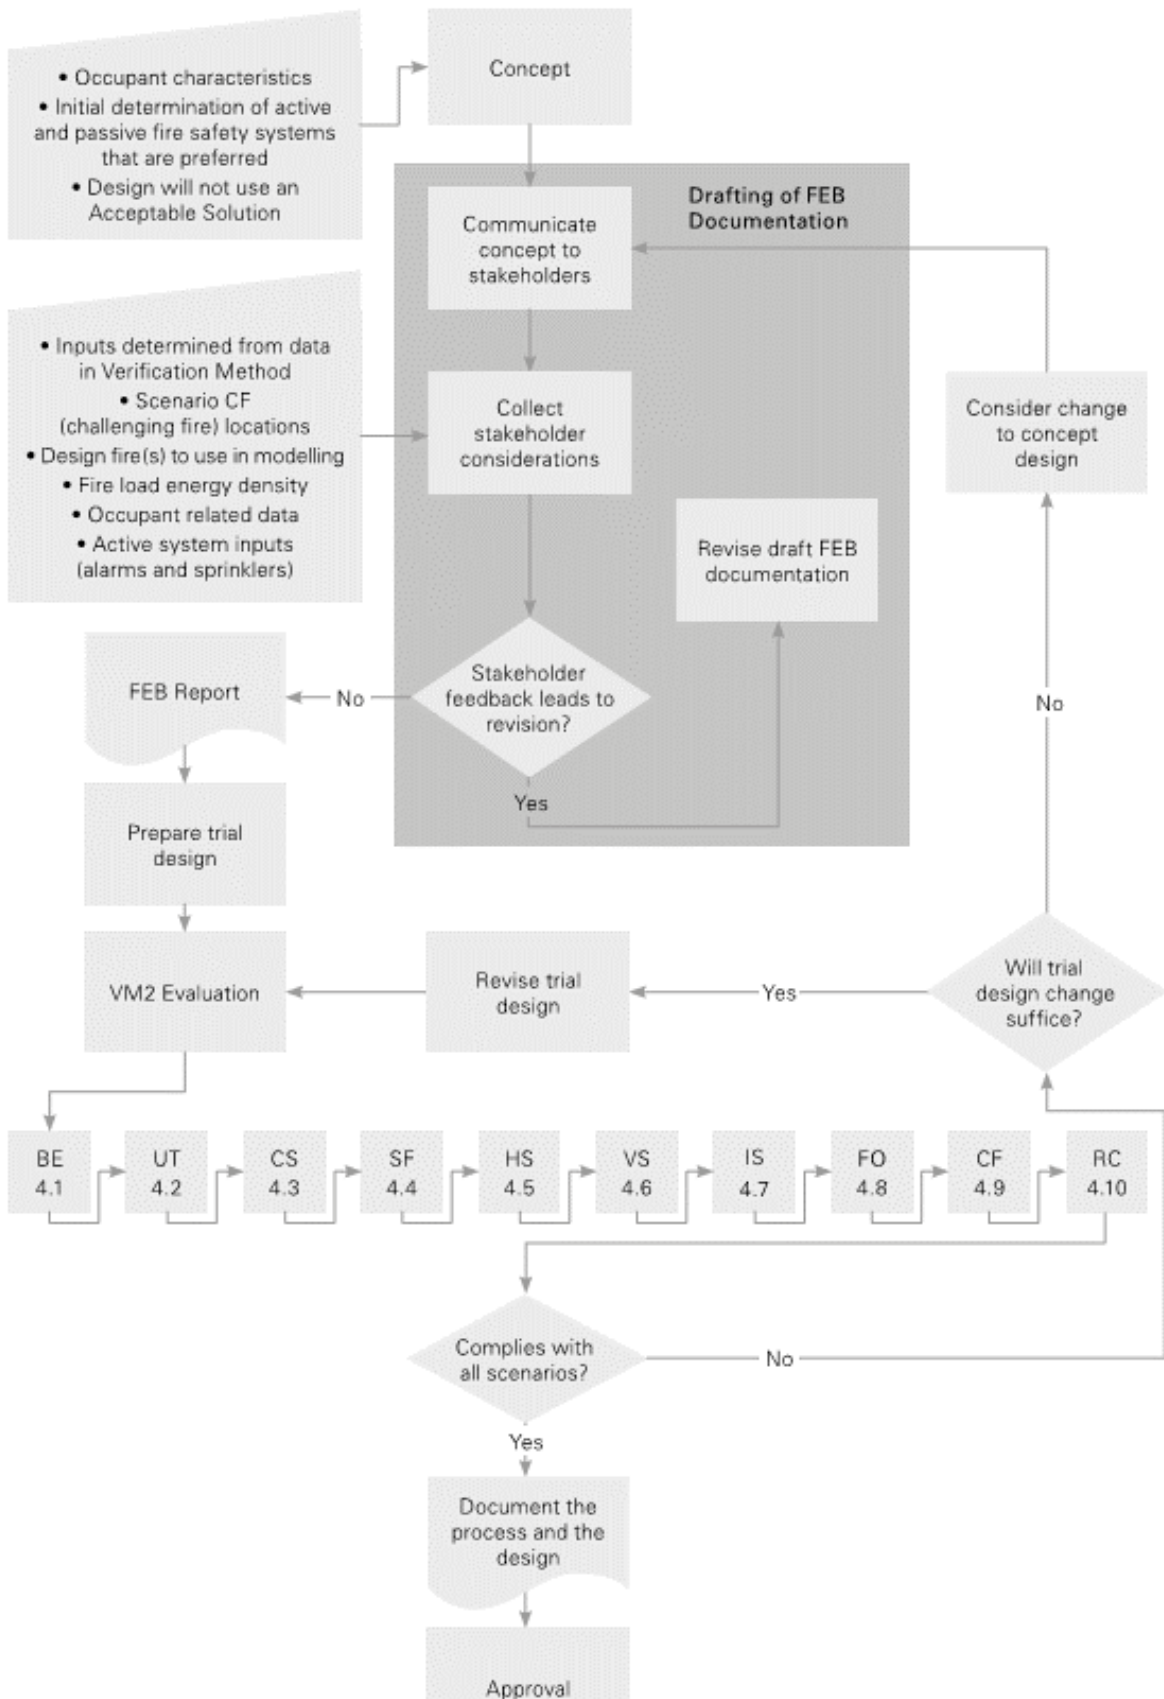 • Occupant characteristics
• Initial determination of active
and passive fire safety systems
that are preferred
• Design will not use an
Acceptable Solution
Concept
Drafting of FEB
Documentation
Communicate
concept to
stakeholders
• Inputs determined from data
in Verification Method
• Scenario CF
(challenging fire) locations
• Design fire(s) to use in modelling
• Fire load energy density
• Occupant related data
• Active system inputs
(alarms and sprinklers)
Collect
stakeholder
considerations
Consider change
to concept
design
Revise draft FEB
documentation
Stakeholder
feedback leads to
revision?
No
FEB Report
No
Yes
Prepare trial
design
VM2 Evaluation
Revise trial
design
Yes
Will trial
design change
suffice?
BE
4.1
UT
4.2
CS
4.3
SF
4.4
HS
4.5
VS
4.6
IS
4.7
FO
4.8
CF
4.9
RC
4.10
Complies with
all scenarios?
No
Yes
Document the
process and the
design
Approval